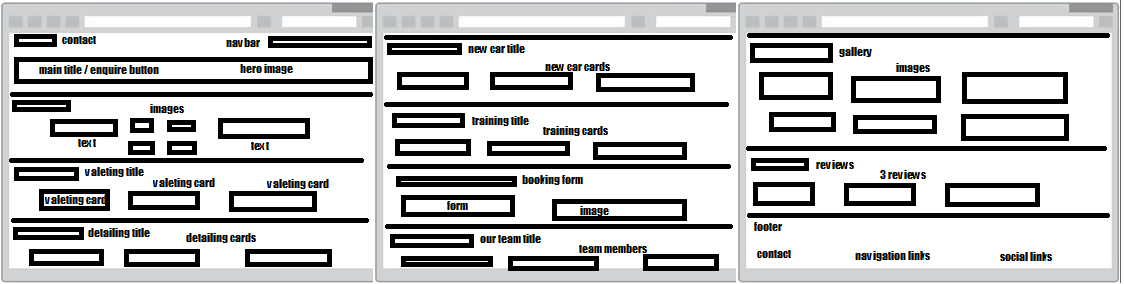 contact
nav bar
main title / enquire button
hero image
images
text
text
valeting title
valeting card
valeting card
valeting card
detailing title
detailing cards
new car title
new car cards
training title
training cards
booking form
form
image
our team title
team members
gallery
images
reviews
3 reviews
footer
contact
navigation links
social links